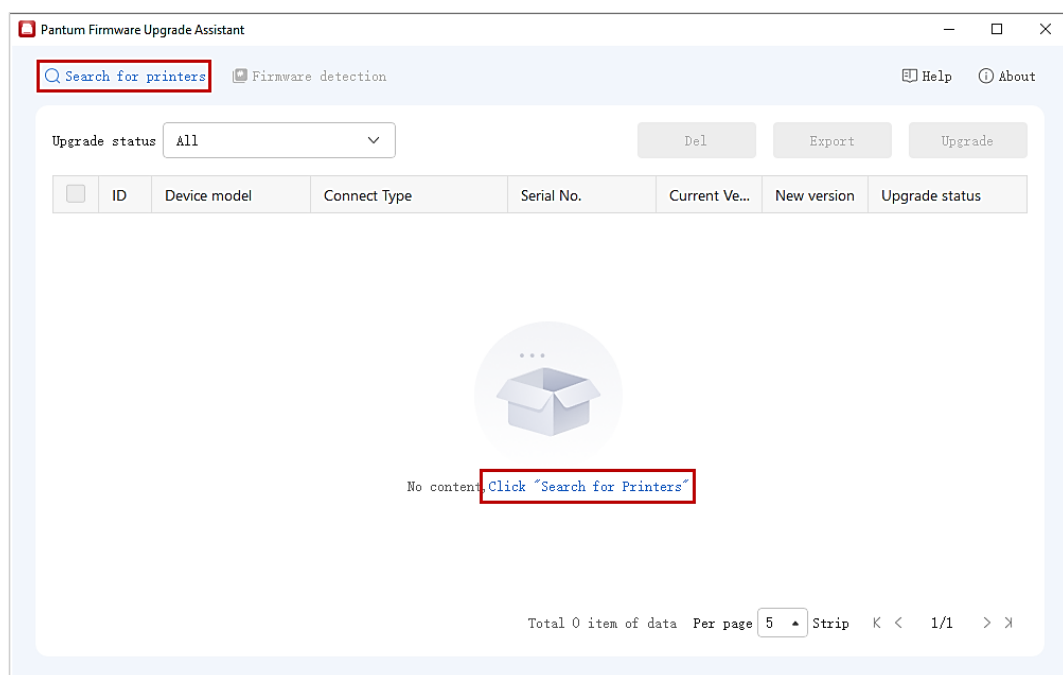 Pantum Firmware Upgrade Assistant
Search for printers Firmware detection Help About
Upgrade status All Del Export Upgrade
ID Device model Connect Type Serial No. Current Ve... New version Upgrade status
No content,Click "Search for Printers"
Total 0 item of data Per page 5 Strip 1/1